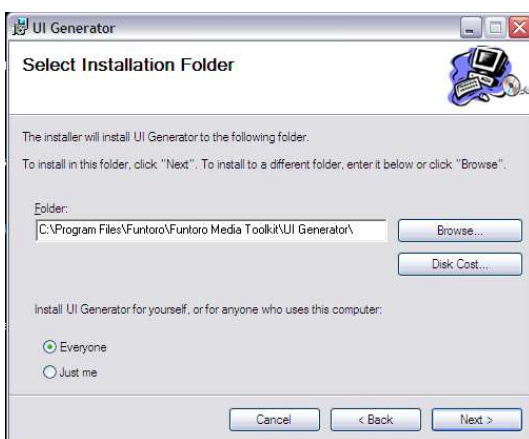 UI Generator
Select Installation Folder
The installer will install UI Generator to the following folder.
To install in this folder, click "Next". To install to a different folder, enter it below or click "Browse".
Folder:
C:\Program Files\Funtoro\Funtoro Media Toolkit\UI Generator\
Browse...
Disk Cost...
Install UI Generator for yourself, or for anyone who uses this computer:
Everyone
Just me
Cancel
< Back
Next >